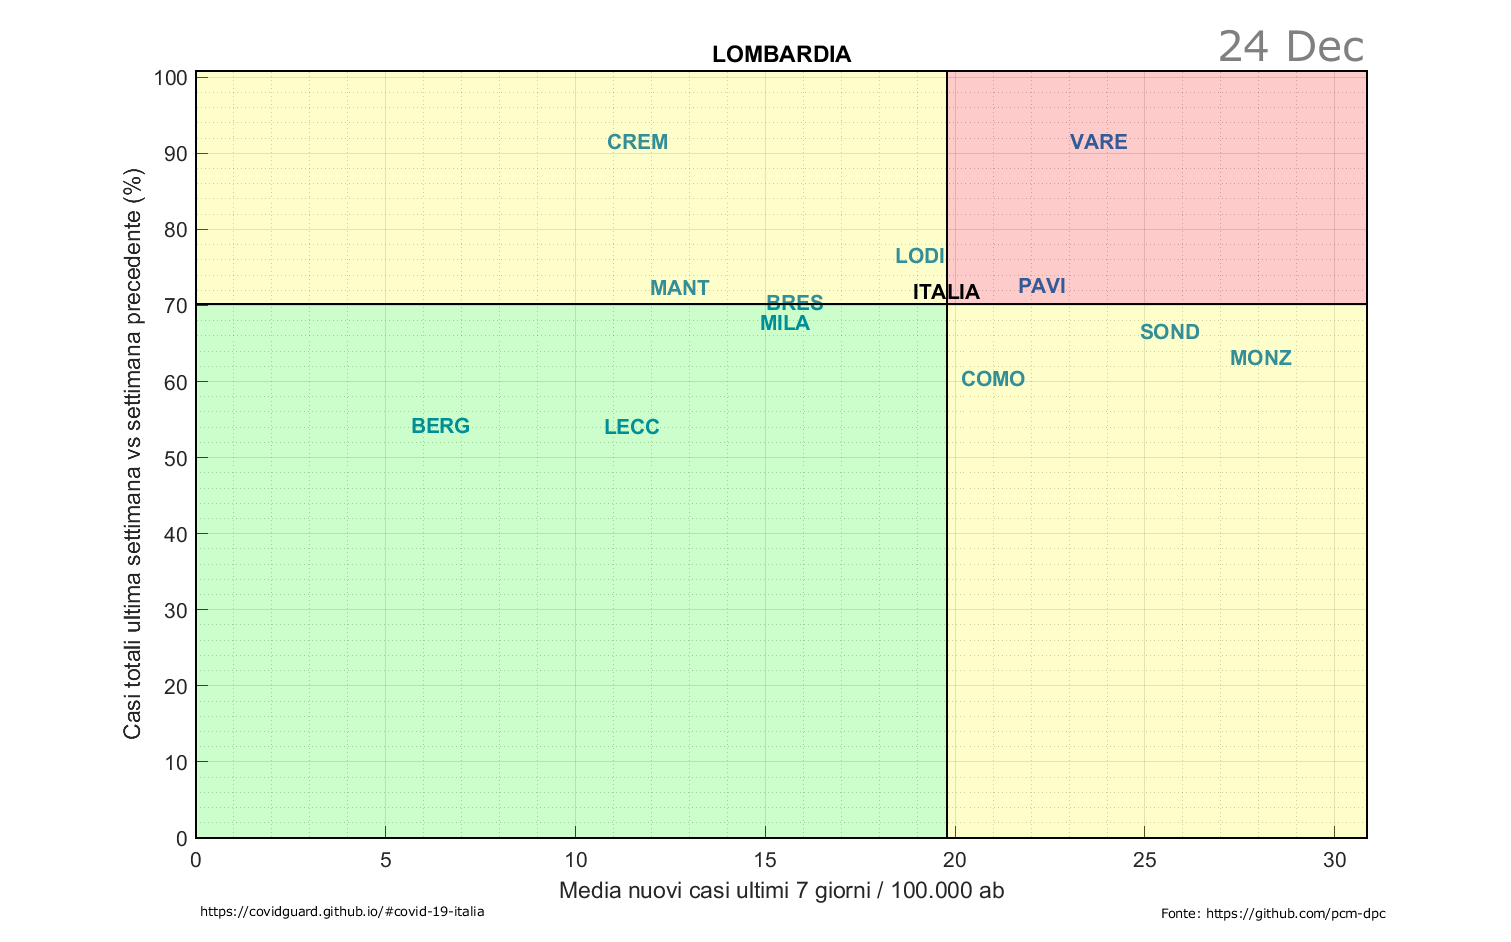 24 Dec
LOMBARDIA
100
90
80
70
60
50
40
30
20
10
0
Casi totali ultima settimana vs settimana precedente (%)
CREM
VARE
LODI
MANT
PAVI
ITALIA
BRES
MILA
SOND
MONZ
COMO
BERG
LECC
0 5 10 15 20 25 30
Media nuovi casi ultimi 7 giorni / 100.000 ab
https://covidguard.github.io/#covid-19-italia
Fonte: https://github.com/pcm-dpc